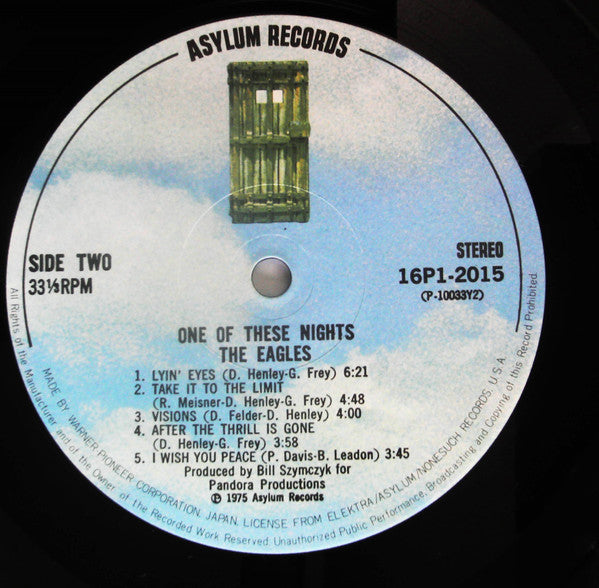 ASYLUM RECORDS
SIDE TWO
33⅓RPM
STEREO
16P1-2015
(P-10033Y2)
ONE OF THESE NIGHTS
THE EAGLES
1. LYIN' EYES (D. Henley-G. Frey) 6:21
2. TAKE IT TO THE LIMIT
(R. Meisner-D. Henley-G. Frey) 4:48
3. VISIONS (D. Felder-D. Henley) 4:00
4. AFTER THE THRILL IS GONE
(D. Henley-G. Frey) 3:58
5. I WISH YOU PEACE (P. Davis-B. Leadon) 3:45
Produced by Bill Szymczyk for
Pandora Productions
℗ 1975 Asylum Records
MADE BY WARNER-PIONEER CORPORATION, JAPAN. LICENSE FROM ELEKTRA/ASYLUM/NONESUCH RECORDS, U.S.A.
All Rights of the Manufacturer and of the Owner of the Recorded Work Reserved. Unauthorized Public Performance, Broadcasting and Copying of this Record Prohibited.